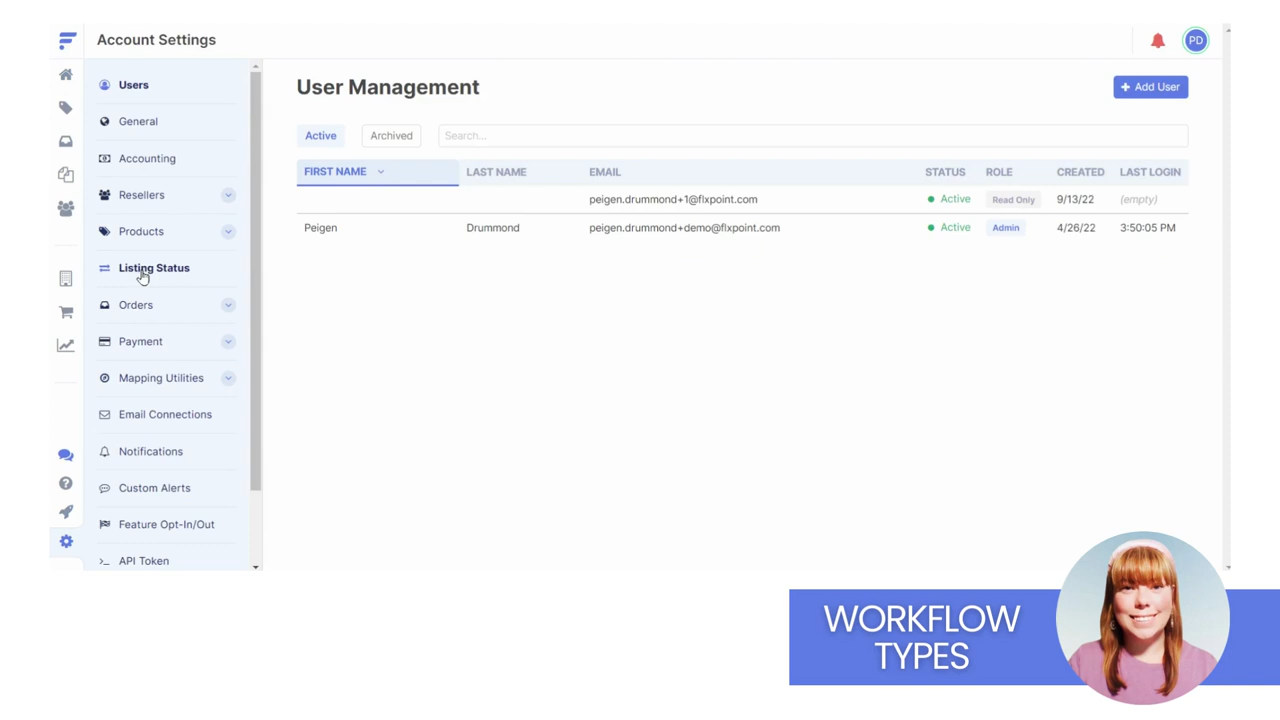 Account Settings
PD
Users
General
Accounting
Resellers
Products
Listing Status
Orders
Payment
Mapping Utilities
Email Connections
Notifications
Custom Alerts
Feature Opt-In/Out
API Token
User Management
+ Add User
Active
Archived
Search...
FIRST NAME LAST NAME EMAIL STATUS ROLE CREATED LAST LOGIN
peigen.drummond+1@flxpoint.com Active Read Only 9/13/22 (empty)
Peigen Drummond peigen.drummond+demo@flxpoint.com Active Admin 4/26/22 3:50:05 PM
WORKFLOW
TYPES